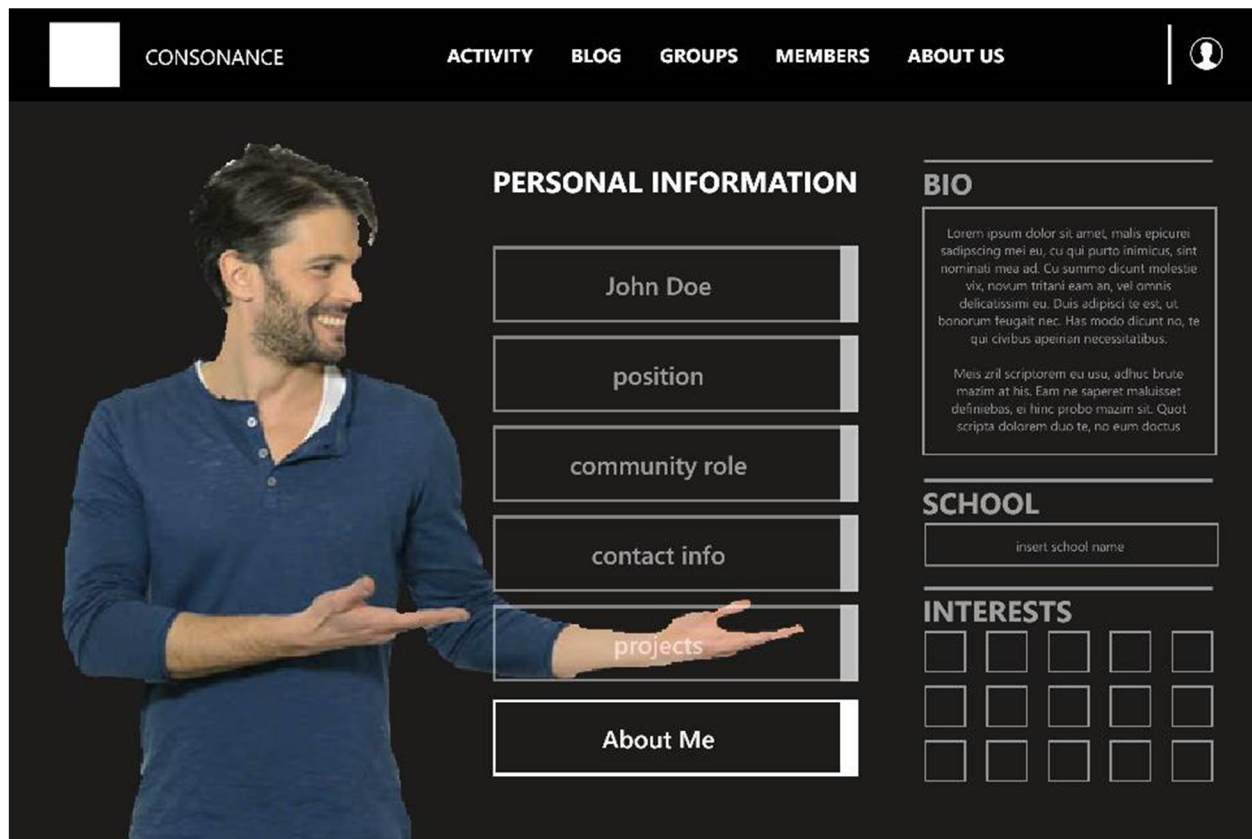 CONSONANCE
ACTIVITY BLOG GROUPS MEMBERS ABOUT US
PERSONAL INFORMATION
John Doe
position
community role
contact info
projects
About Me
BIO
Lorem ipsum dolor sit amet, malis epicurei
sadipscing mei eu, cu qui purto inimicus, sint
nominati mea ad. Cu summo dicunt molestie
vix, novum tritani eam an, vel omnis
delicatissimi eu. Duis adipisci te est, ut
bonorum feugait nec. Has modo dicunt no, te
qui civibus apeirian necessitatibus.
Meis zril scriptorem eu usu, adhuc brute
mazim at his. Eam ne saperet maluisset
definiebas, ei hinc probo mazim sit. Quot
scripta dolorem duo te, no eum doctus
SCHOOL
insert school name
INTERESTS